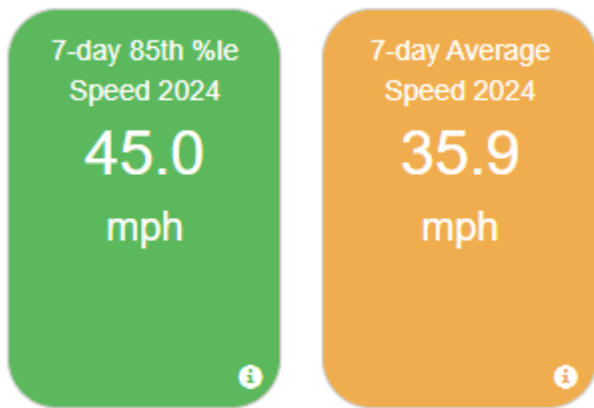 7-day 85th %le
Speed 2024
45.0
mph
7-day Average
Speed 2024
35.9
mph